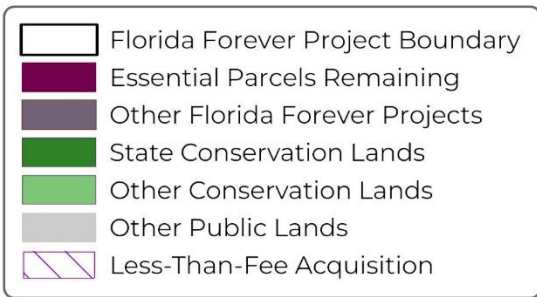 Florida Forever Project Boundary
Essential Parcels Remaining
Other Florida Forever Projects
State Conservation Lands
Other Conservation Lands
Other Public Lands
Less-Than-Fee Acquisition